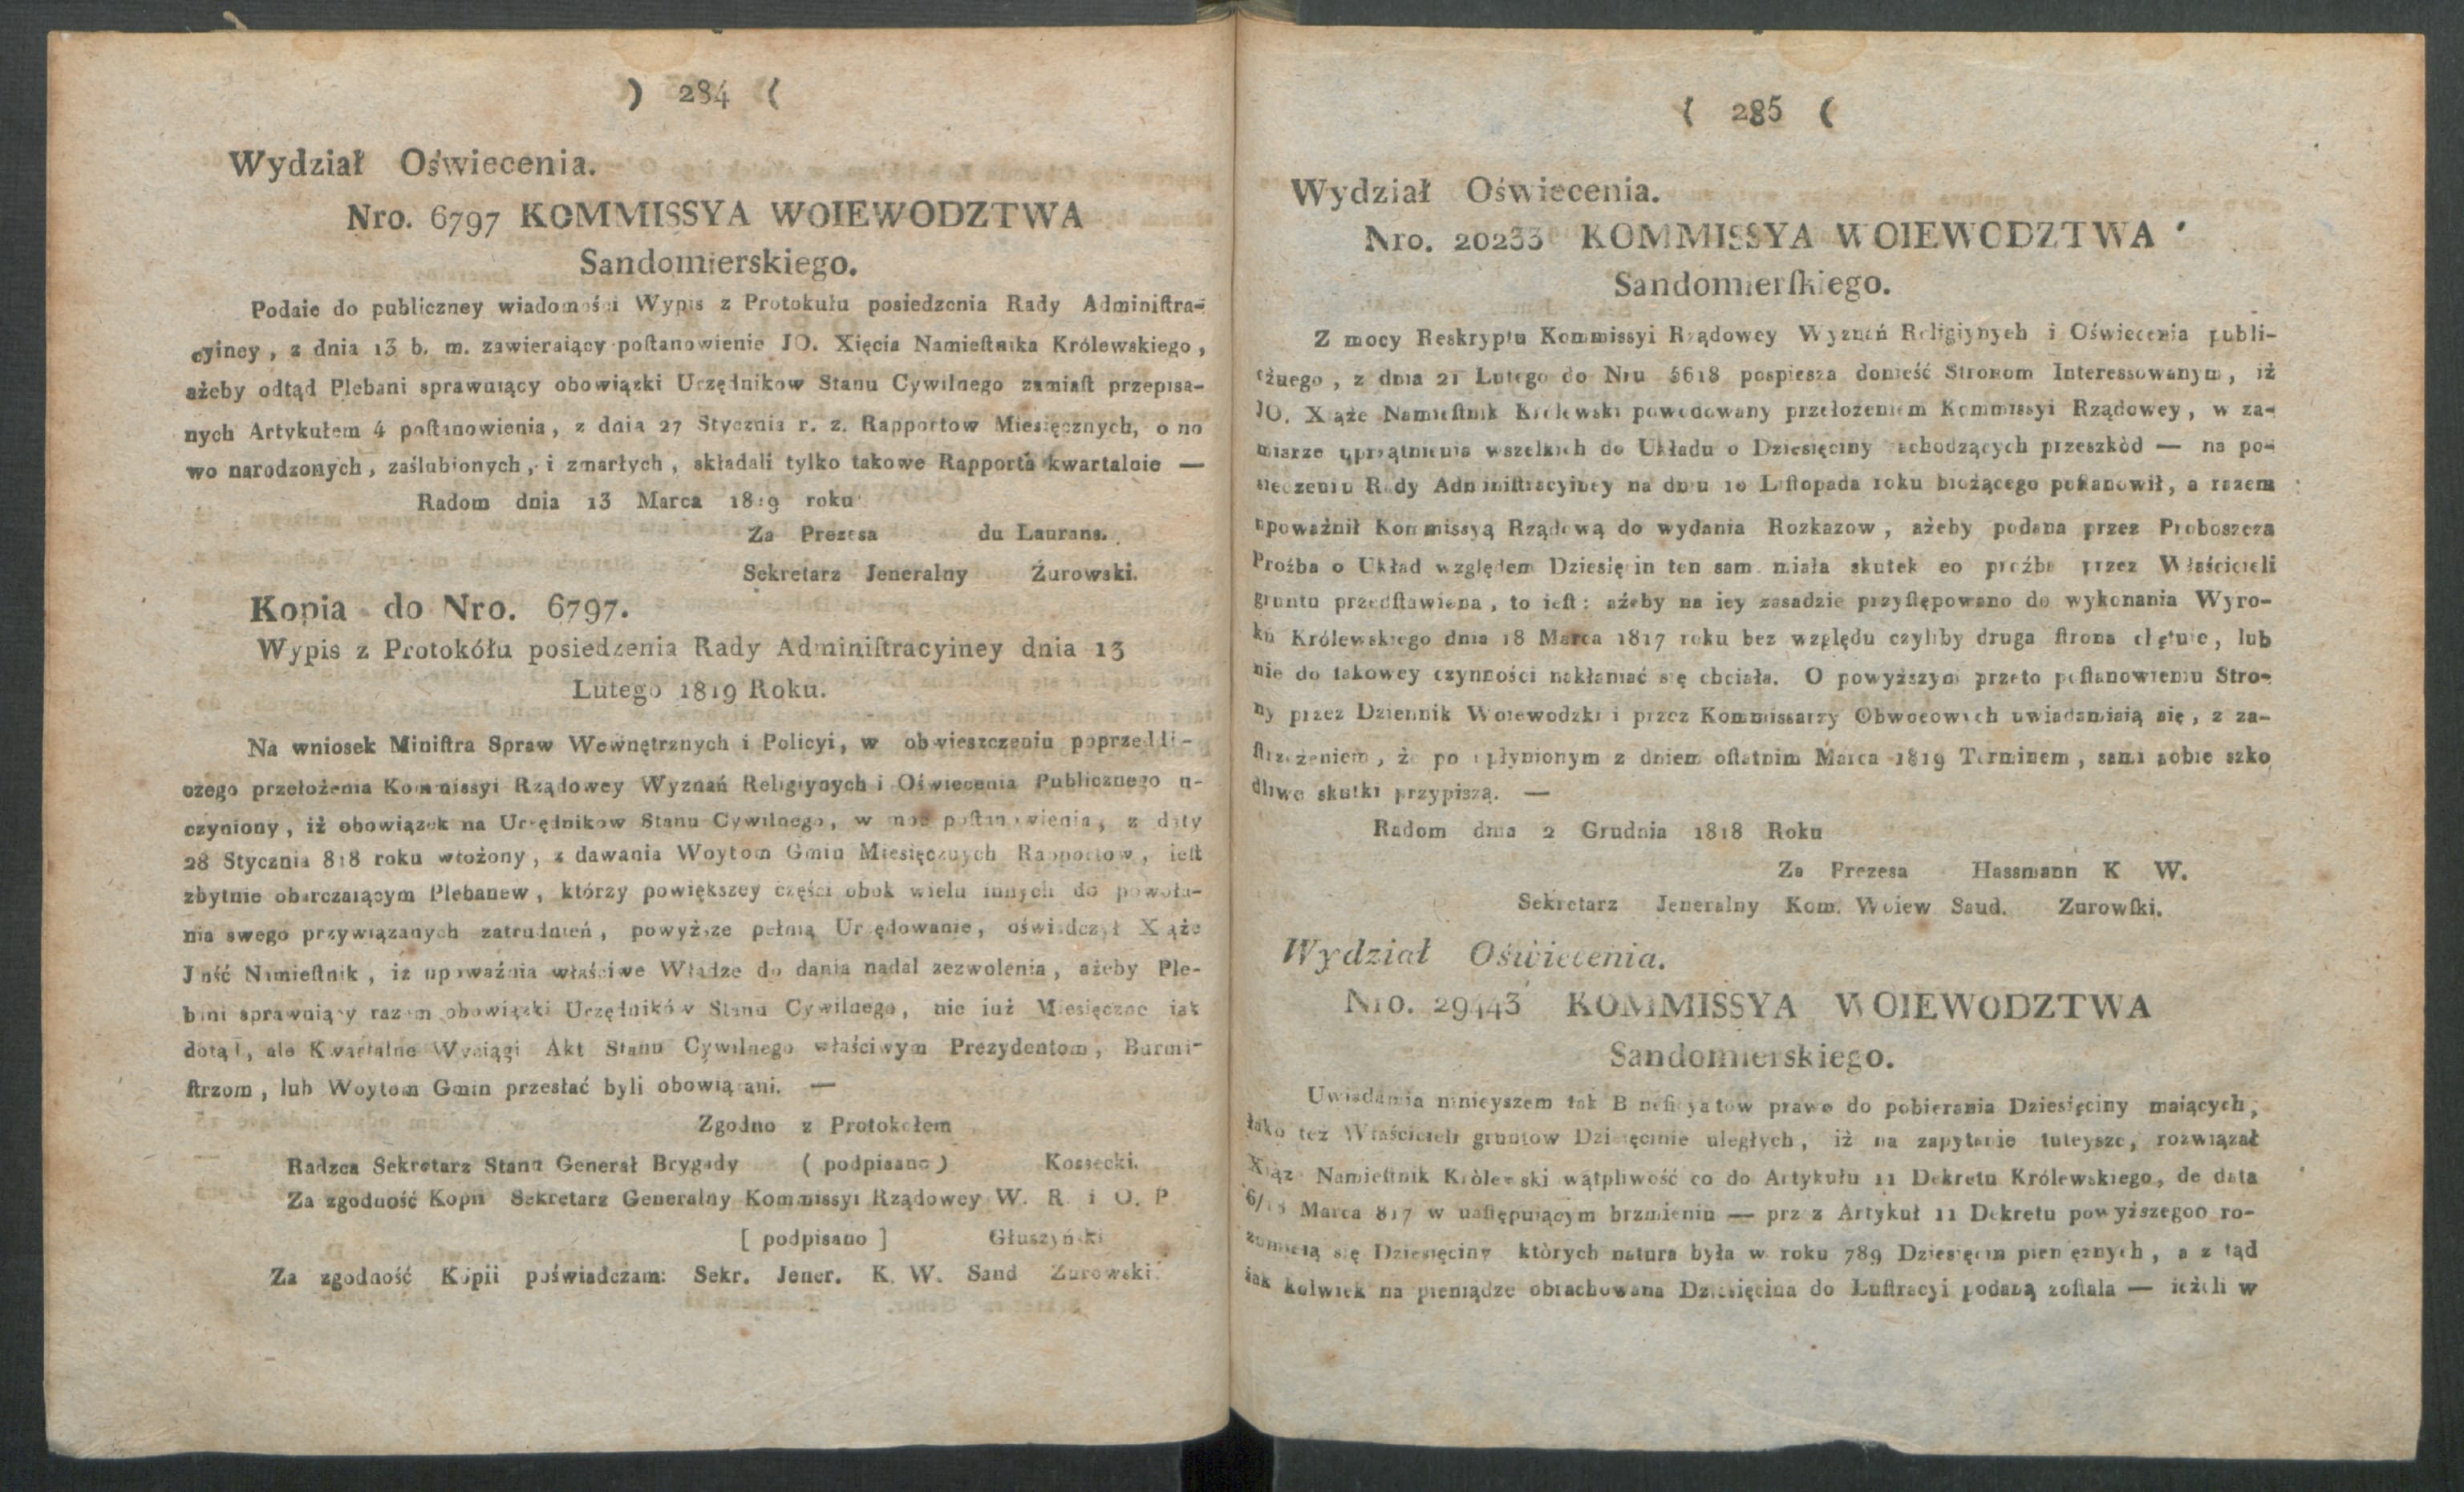 ) 284 (
Wydział Oświecenia.
Nro. 6797 KOMMISSYA WOIEWODZTWA
Sandomierskiego.
Podaie do publiczney wiadomości Wypis z Protokułu posiedzenia Rady Adminiſtra-
cyiney, z dnia 13 b. m. zawieraiący poſtanowienie JO. Xięcia Namieſtnika Królewskiego,
ażeby odtąd Plebani sprawuiący obowiązki Urzędnikow Stanu Cywilnego zamiaſt przepisa-
nych Artykułem 4 poſtanowienia, z dnia 27 Stycznia r. z. Rapportow Miesięcznych, o no
wo narodzonych, zaślubionych, i zmarłych, składali tylko takowe Rapporta kwartalnie —
Radom dnia 13 Marca 1819 roku
Za Prezesa du Laurans.
Sekretarz Jeneralny Żurowski.
Kopia do Nro. 6797.
Wypis z Protokółu posiedzenia Rady Adminiſtracyiney dnia 13
Lutego 1819 Roku.
Na wniosek Miniſtra Spraw Wewnętrznych i Policyi, w obwieszczeniu poprzedli-
czego przełożenia Kommissyi Rządowey Wyznań Religiynych i Oświecenia Publicznego u-
czyniony, iż obowiązek na Urzędnikow Stanu Cywilnego, w moc poſtanowienia, z daty
28 Stycznia 818 roku włożony, z dawania Woytom Gmin Miesięcznych Rapportow, ieſt
zbytnie obarczaiącym Plebanew, którzy powiększey części obok wielu innych do powoła-
nia swego przywiązanych zatrudnień, powyższe pełnią Urzędowanie, oświadczył Xiąże
Jność Namieſtnik, iż upoważnia właściwe Władze do dania nadal zezwolenia, ażeby Ple-
bani sprawuiący razem obowiązki Urzędników Stanu Cywilnego, nie iuż Miesięczne iak
dotąd, ale Kwartalne Wyciągi Akt Stanu Cywilnego właściwym Prezydentom, Burmi-
ſtrzom, lub Woytom Gmin przesłać byli obowiązani. —
Zgodno z Protokołem
Radzca Sekretarz Stanu Generał Brygady (podpisano) Kossecki.
Za zgodność Kopii Sekretarz Generalny Kommissyi Rządowey W. R i O. P
[ podpisano ] Głuszyński
Za zgodność Kopii poświadczam: Sekr. Jener. K. W. Sand Zurowski.
( 285 (
Wydział Oświecenia.
Nro. 20233 KOMMISSYA WOIEWODZTWA
Sandomierſkiego.
Z mocy Reskryptu Kommissyi Rządowey Wyznań Religiynych i Oświecenia publi-
cznego, z dnia 21 Lutego do Nru 5618 pospiesza donieść Stronom Interessowanym, iż
JO. Xiąże Namieſtnik Królewski powodowany przełożeniem Kommissyi Rządowey, w za-
miarze uprzątnienia wszelkich do Układu o Dziesięciny zachodzących przeszkód — na po-
siedzeniu Rady Adminiſtracyiney na dniu 10 Liſtopada roku bieżącego poſtanowił, a razem
upoważnił Kommissyą Rządową do wydania Rozkazow, ażeby podana przez Proboszcza
Prożba o Układ względem Dziesięcin ten sam miała skutek co prożba przez Właścicieli
gruntu przedſtawiona, to ieſt: ażeby na iey zasadzie przyſtępowano do wykonania Wyro-
ku Królewskiego dnia 18 Marca 1817 roku bez względu czyliby druga ſtrona chętnie, lub
nie do takowey czynności nakłaniać się chciała. O powyższym przeto poſtanowieniu Stro-
ny przez Dziennik Woiewodzki i przez Kommissarzy Obwodowych uwiadamiaią się, z za-
ſtrzeżeniem, że po upłynionym z dniem oſtatnim Marca 1819 Terminem, sami sobie szko
dliwe skutki przypiszą. —
Radom dnia 2 Grudnia 1818 Roku
Za Prezesa Hassmann K W.
Sekretarz Jeneralny Kom. Woiew Saud. Zurowſki.
Wydział Oświecenia.
Nro. 29443 KOMMISSYA WOIEWODZTWA
Sandomierskiego.
Uwiadamia ninieyszem tak Beneficyatow prawo do pobierania Dziesięciny maiących,
iako też Właścicieli gruntow Dziesięcinie uległych, iż na zapytanie tuteysze, rozwiązał
Xiąże Namieſtnik Królewski wątpliwość co do Artykułu 11 Dekretu Królewskiego, de data
6/18 Marca 817 w naſtępuiącym brzmieniu — przez Artykuł 11 Dekretu powyższegoo ro-
zumieią się Dziesięciny których natura była w roku 789 Dziesięcin pieniężnych, a z tąd
iak kolwiek na pieniądze obrachowana Dziesięcina do Luſtracyi podaną zoſtala — ieżeli w